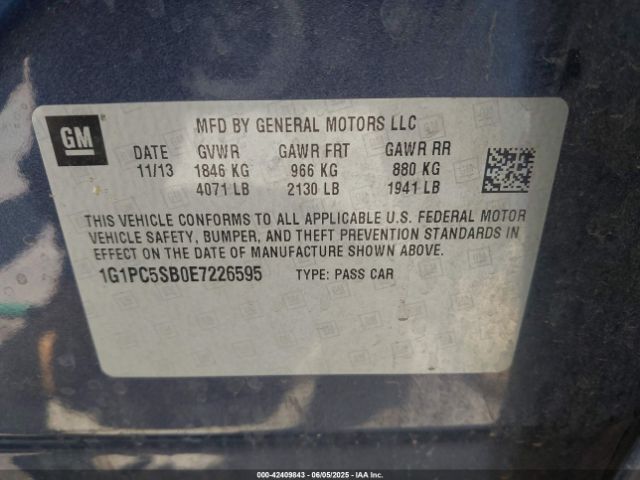 GM
MFD BY GENERAL MOTORS LLC
DATE GVWR GAWR FRT GAWR RR
11/13 1846 KG 966 KG 880 KG
4071 LB 2130 LB 1941 LB
THIS VEHICLE CONFORMS TO ALL APPLICABLE U.S. FEDERAL MOTOR
VEHICLE SAFETY, BUMPER, AND THEFT PREVENTION STANDARDS IN
EFFECT ON THE DATE OF MANUFACTURE SHOWN ABOVE.
1G1PC5SB0E7226595 TYPE: PASS CAR
000-42409843 - 06/05/2025 - IAA Inc.